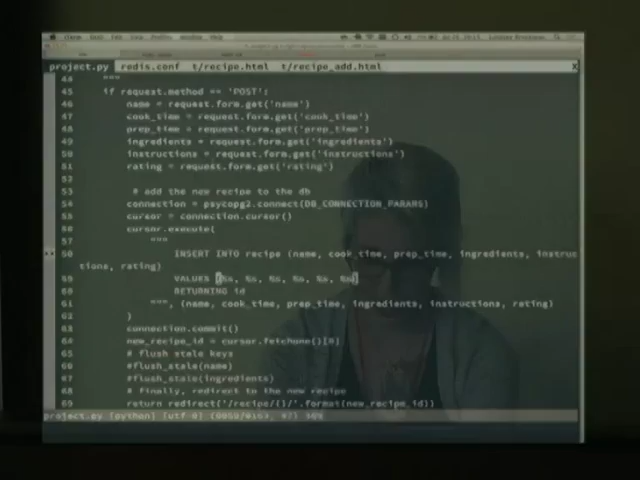 project.py redis.conf t/recipe.html t/recipe_add.html X
44 """
45 if request.method == 'POST':
46 name = request.form.get('name')
47 cook_time = request.form.get('cook_time')
48 prep_time = request.form.get('prep_time')
49 ingredients = request.form.get('ingredients')
50 instructions = request.form.get('instructions')
51 rating = request.form.get('rating')
52
53 # add the new recipe to the db
54 connection = psycopg2.connect(DB_CONNECTION_PARAMS)
55 cursor = connection.cursor()
56 cursor.execute(
57 """
58 INSERT INTO recipe (name, cook_time, prep_time, ingredients, instruc
tions, rating)
59 VALUES (%s, %s, %s, %s, %s, %s)
60 RETURNING id
61 """, (name, cook_time, prep_time, ingredients, instructions, rating)
62 )
63 connection.commit()
64 new_recipe_id = cursor.fetchone()[0]
65 # flush stale keys
66 #flush_stale(name)
67 #flush_stale(ingredients)
68 # finally, redirect to the new recipe
69 return redirect('/recipe/{}/'.format(new_recipe_id))
project.py [python] [utf-8]